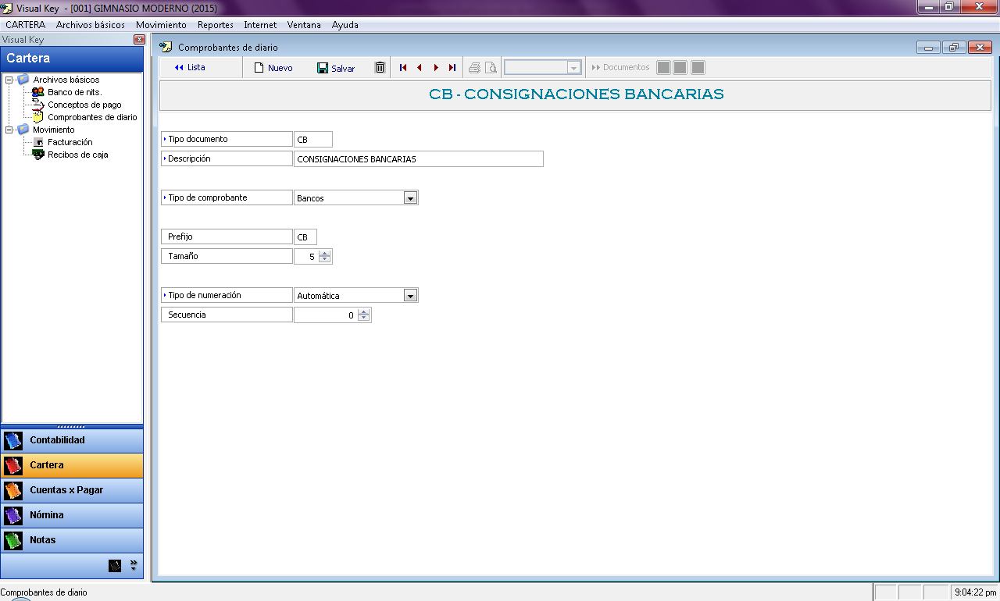 Visual Key - [001] GIMNASIO MODERNO (2015)
CARTERA Archivos básicos Movimiento Reportes Internet Ventana Ayuda
Visual Key
Cartera
Archivos básicos
Banco de nits.
Conceptos de pago
Comprobantes de diario
Movimiento
Facturación
Recibos de caja
Contabilidad
Cartera
Cuentas x Pagar
Nómina
Notas
Comprobantes de diario
Lista Nuevo Salvar Documentos
CB - CONSIGNACIONES BANCARIAS
Tipo documento CB
Descripción CONSIGNACIONES BANCARIAS
Tipo de comprobante Bancos
Prefijo CB
Tamaño 5
Tipo de numeración Automática
Secuencia 0
Comprobantes de diario 9:04:22 pm